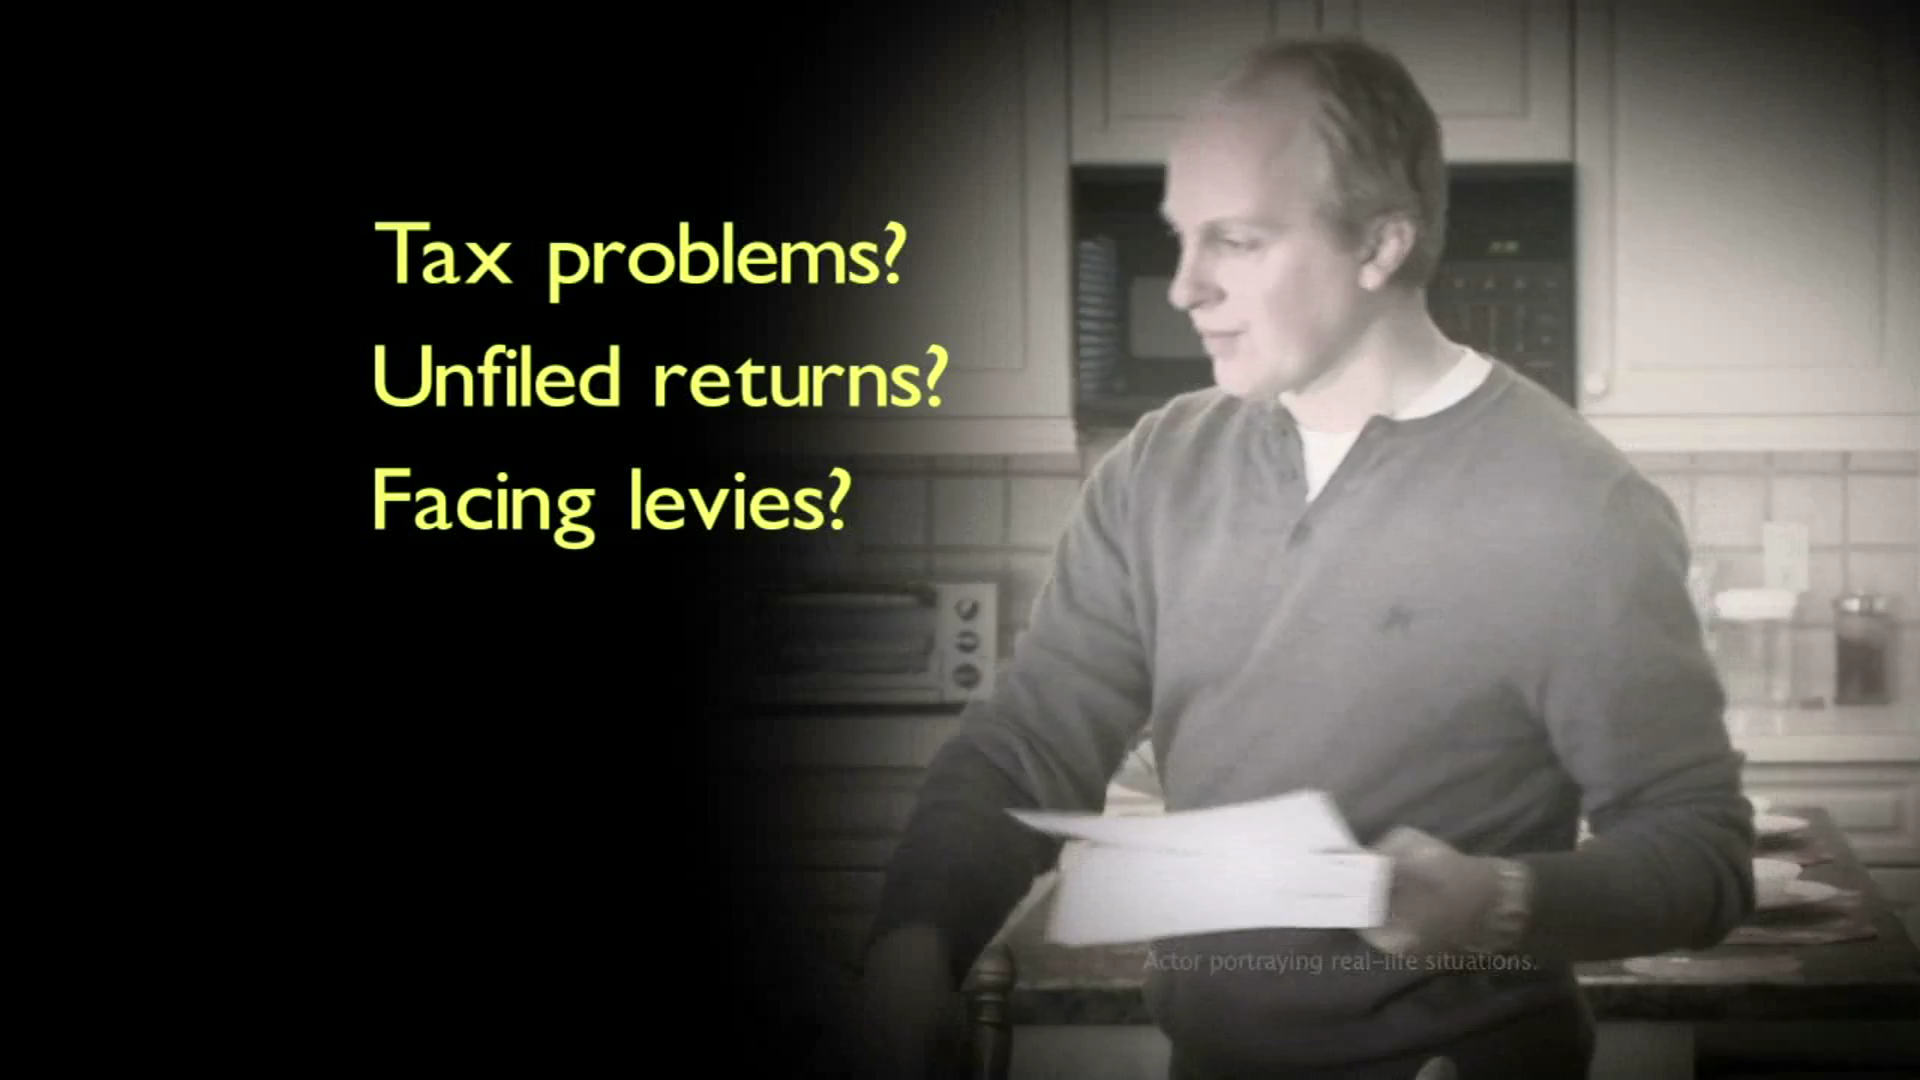 Tax problems?
Unfiled returns?
Facing levies?
Actor portraying real-life situations.